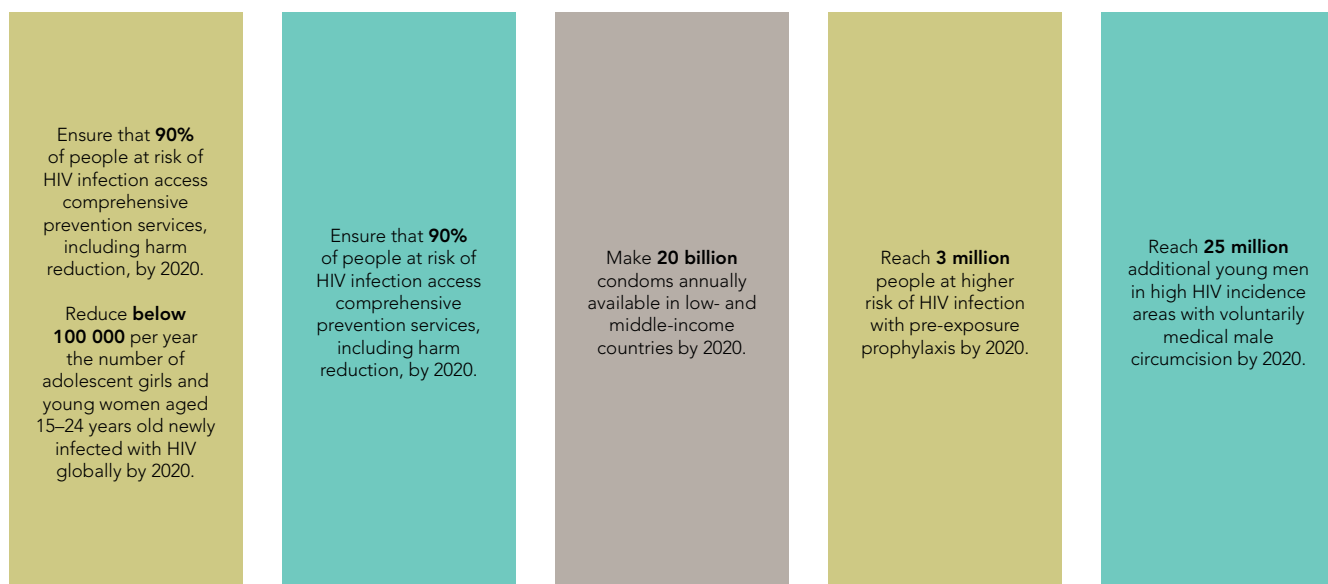 Ensure that 90%
of people at risk of
HIV infection access
comprehensive
prevention services,
including harm
reduction, by 2020.
Reduce below
100 000 per year
the number of
adolescent girls and
young women aged
15–24 years old newly
infected with HIV
globally by 2020.
Ensure that 90%
of people at risk of
HIV infection access
comprehensive
prevention services,
including harm
reduction, by 2020.
Make 20 billion
condoms annually
available in low- and
middle-income
countries by 2020.
Reach 3 million
people at higher
risk of HIV infection
with pre-exposure
prophylaxis by 2020.
Reach 25 million
additional young men
in high HIV incidence
areas with voluntarily
medical male
circumcision by 2020.